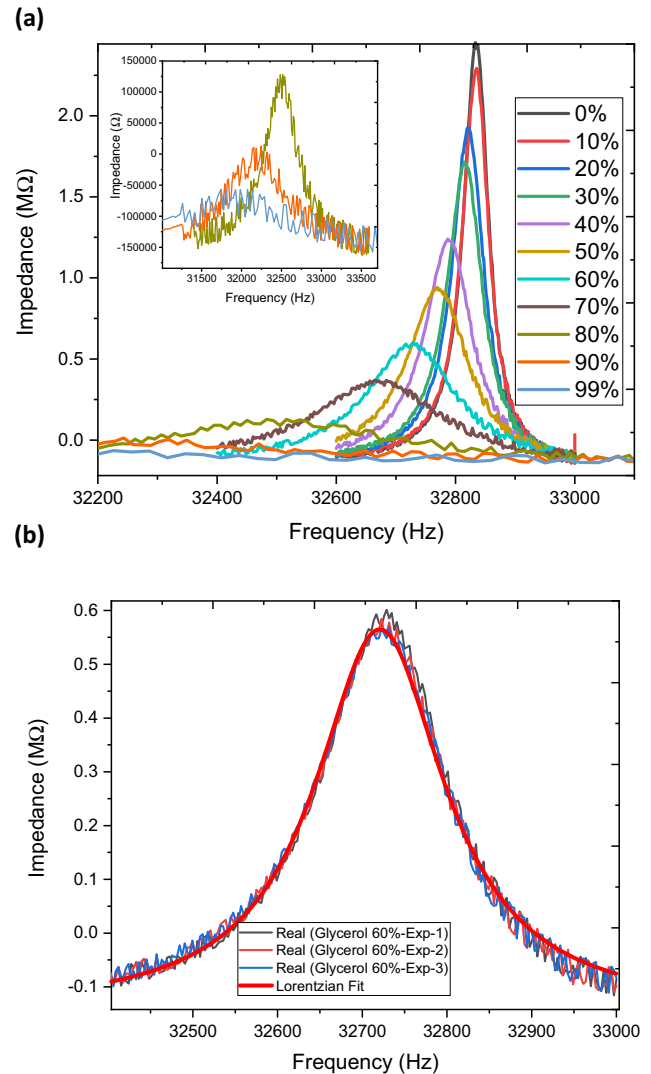 (a)
Impedance (MΩ)
2.0
1.5
1.0
0.5
0.0
32200 32400 32600 32800 33000
Frequency (Hz)
Impedance (Ω)
150000
100000
50000
0
-50000
-100000
-150000
31500 32000 32500 33000 33500
Frequency (Hz)
0%
10%
20%
30%
40%
50%
60%
70%
80%
90%
99%
(b)
Impedance (MΩ)
0.6
0.5
0.4
0.3
0.2
0.1
0.0
-0.1
Real (Glycerol 60%-Exp-1)
Real (Glycerol 60%-Exp-2)
Real (Glycerol 60%-Exp-3)
Lorentzian Fit
32500 32600 32700 32800 32900 33000
Frequency (Hz)